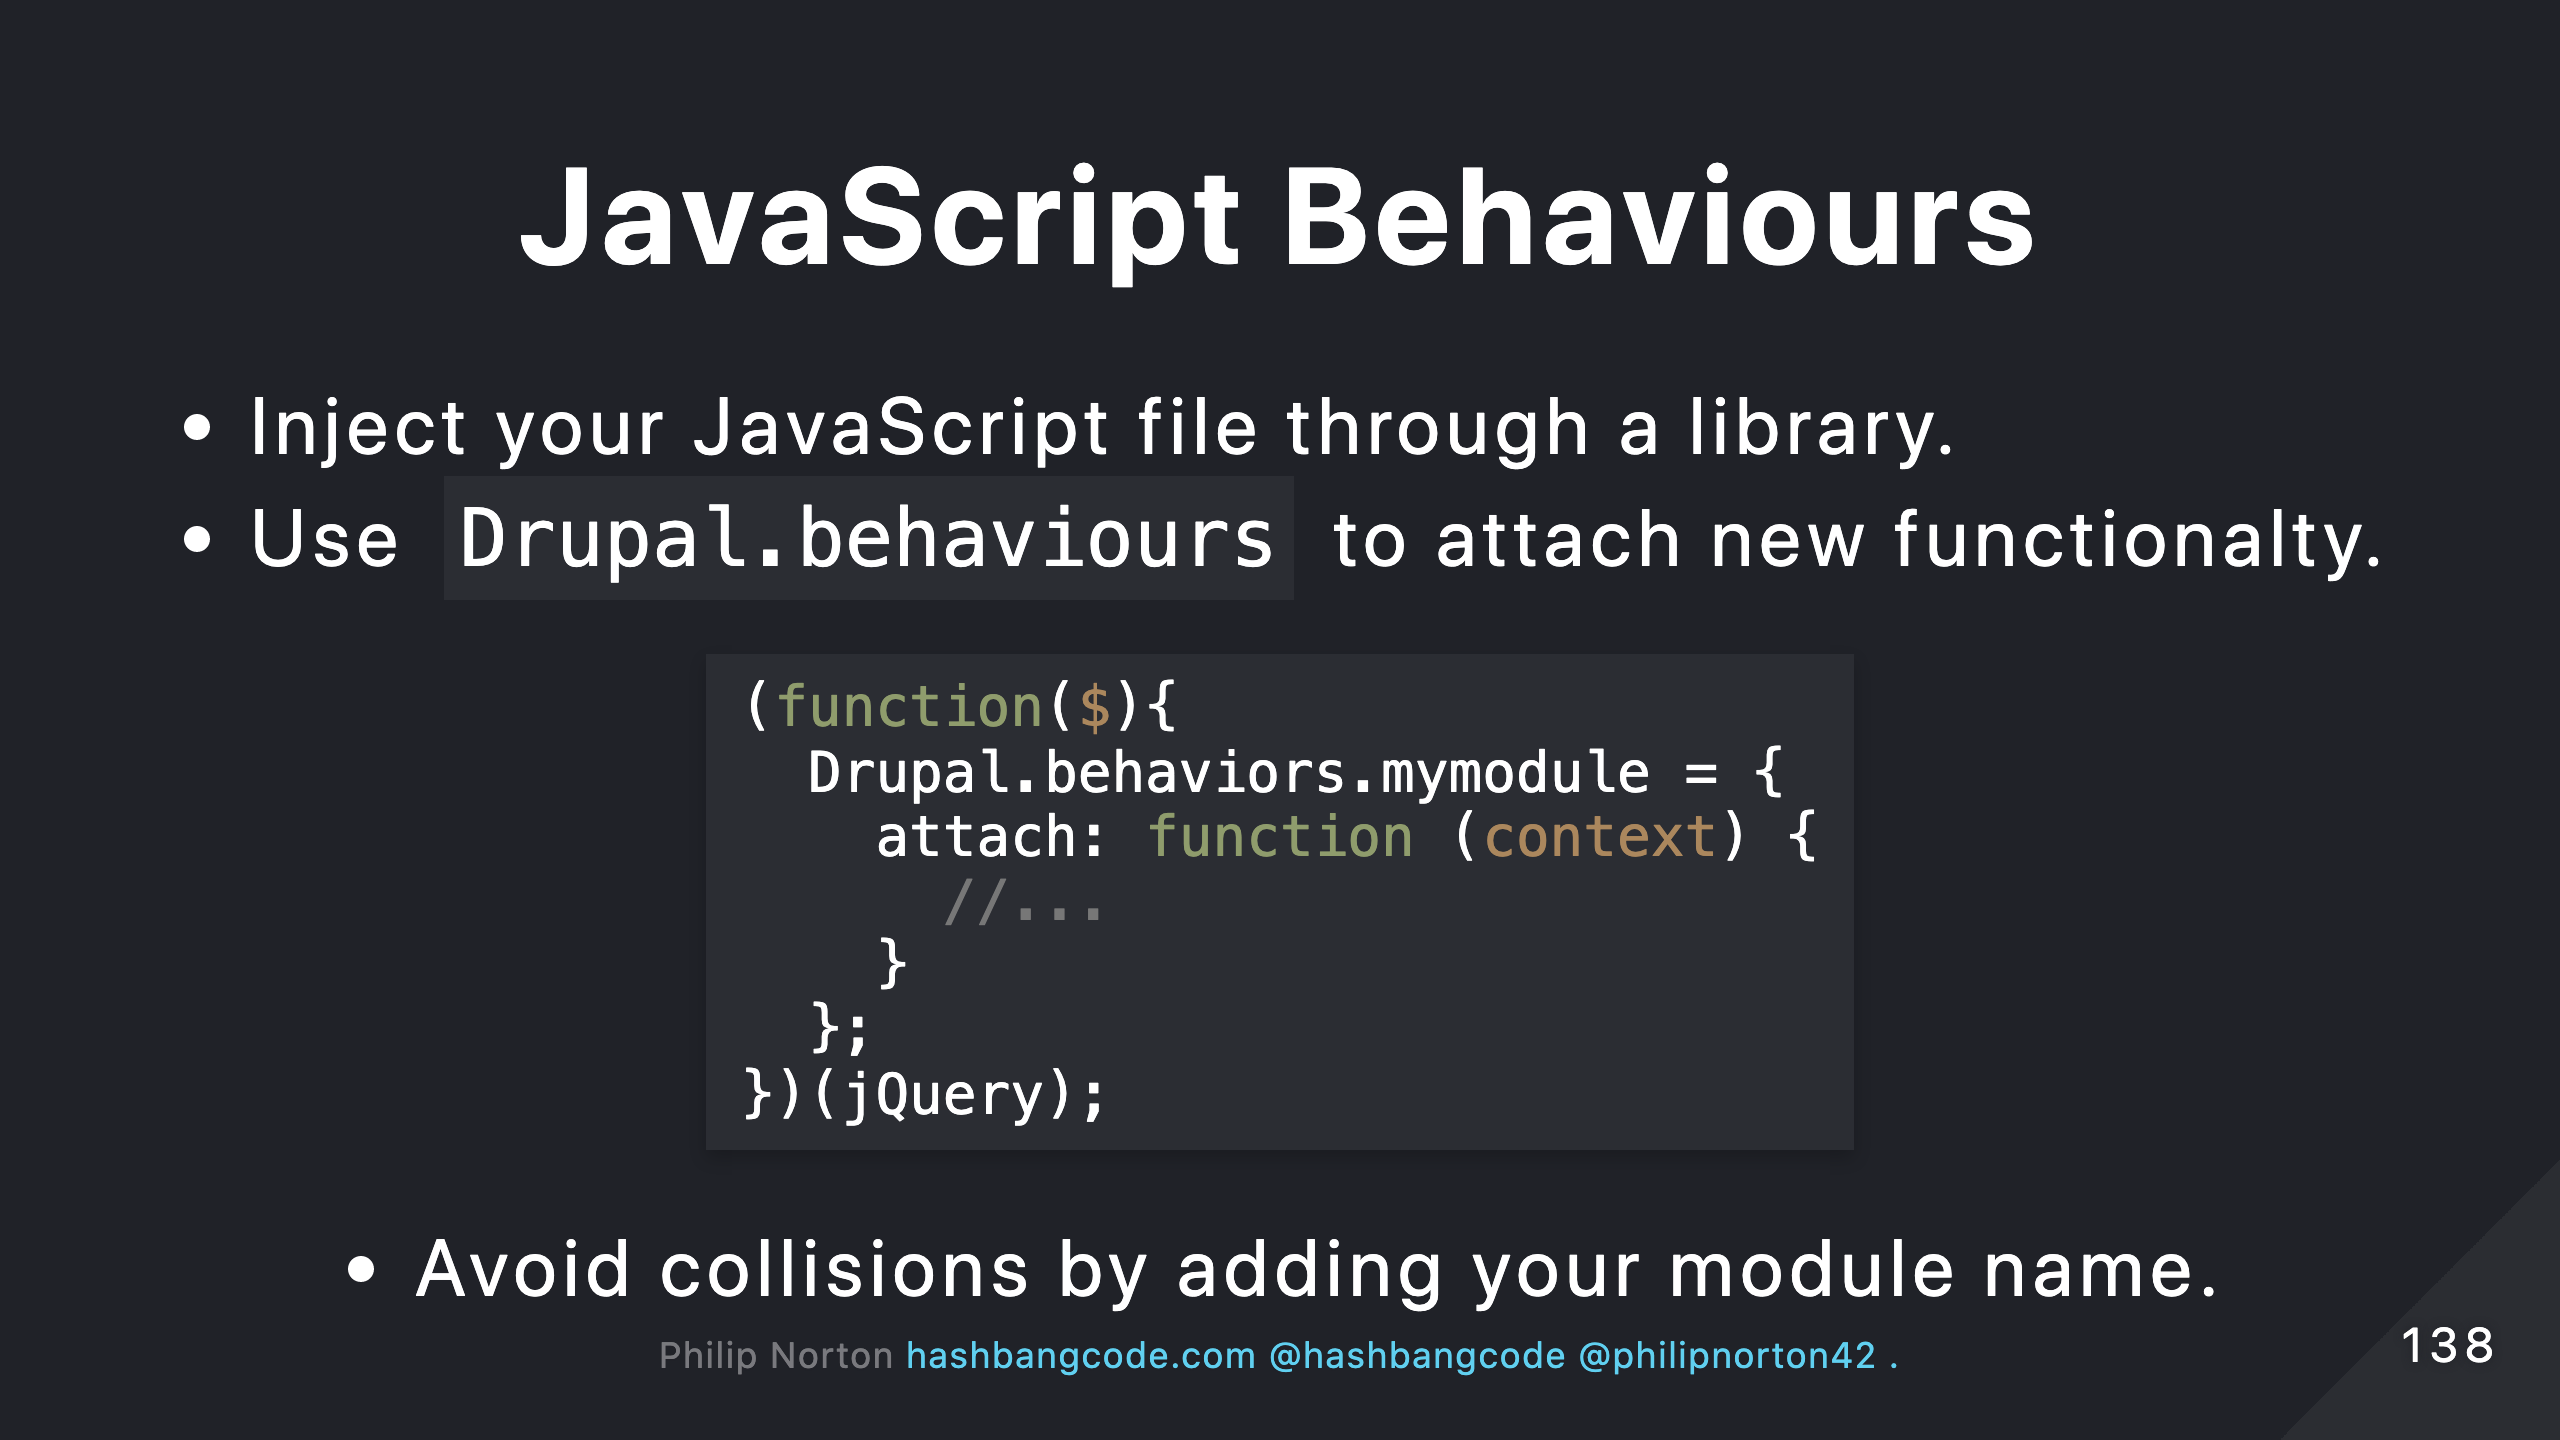 JavaScript Behaviours
• Inject your JavaScript file through a library.
• Use Drupal.behaviours to attach new functionalty.
(function($){
  Drupal.behaviors.mymodule = {
    attach: function (context) {
      //...
    }
  };
})(jQuery);
• Avoid collisions by adding your module name.
Philip Norton hashbangcode.com @hashbangcode @philipnorton42 .
138